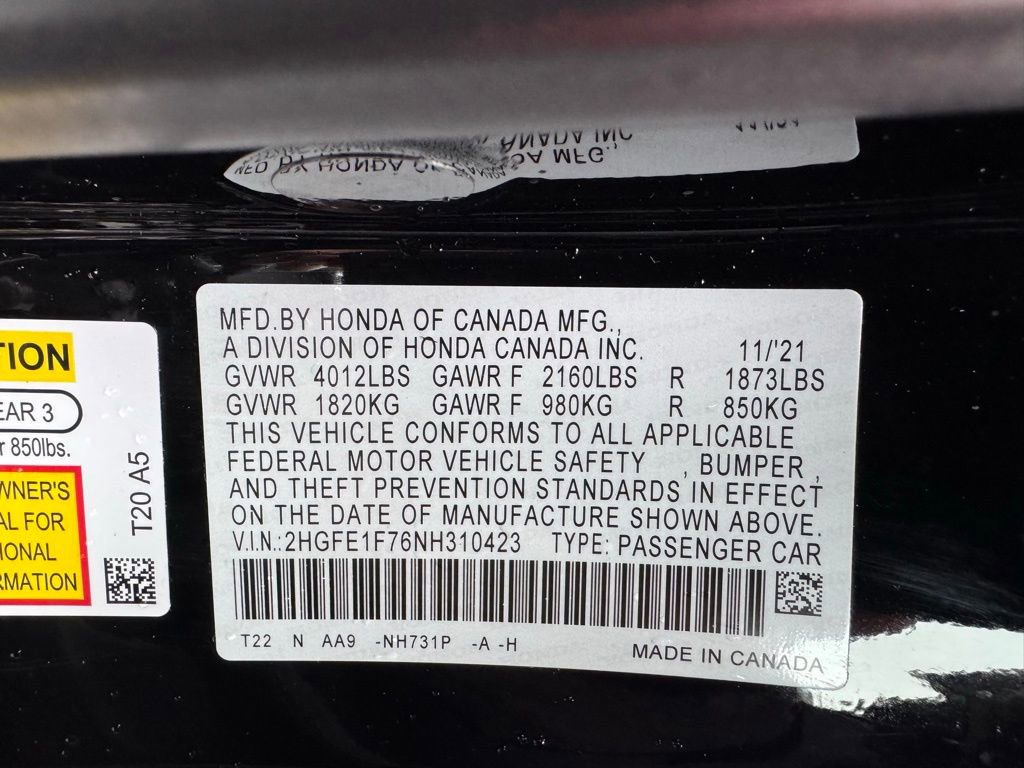 MFD.BY HONDA OF CANADA MFG.,
A DIVISION OF HONDA CANADA INC. 11/'21
GVWR 4012LBS GAWR F 2160LBS R 1873LBS
GVWR 1820KG GAWR F 980KG R 850KG
THIS VEHICLE CONFORMS TO ALL APPLICABLE
FEDERAL MOTOR VEHICLE SAFETY , BUMPER ,
AND THEFT PREVENTION STANDARDS IN EFFECT
ON THE DATE OF MANUFACTURE SHOWN ABOVE.
V.I.N.:2HGFE1F76NH310423 TYPE: PASSENGER CAR
T22 N AA9 -NH731P -A -H
MADE IN CANADA
TION
EAR 3
r 850lbs.
WNER'S
AL FOR
IONAL
RMATION
T20 A5